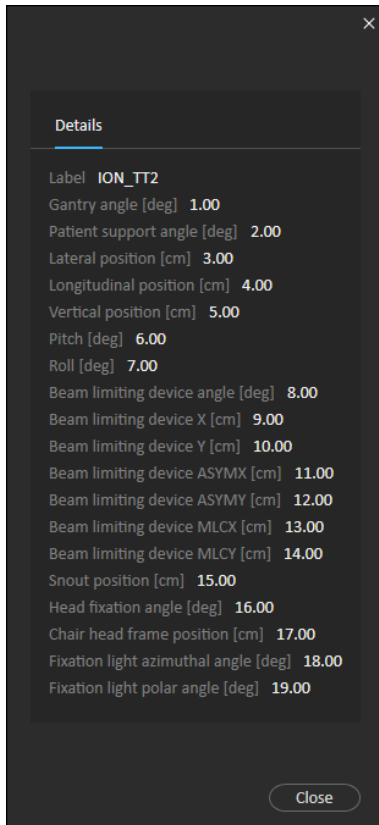 ×
Details
Label ION_TT2
Gantry angle [deg] 1.00
Patient support angle [deg] 2.00
Lateral position [cm] 3.00
Longitudinal position [cm] 4.00
Vertical position [cm] 5.00
Pitch [deg] 6.00
Roll [deg] 7.00
Beam limiting device angle [deg] 8.00
Beam limiting device X [cm] 9.00
Beam limiting device Y [cm] 10.00
Beam limiting device ASYMX [cm] 11.00
Beam limiting device ASYMY [cm] 12.00
Beam limiting device MLCX [cm] 13.00
Beam limiting device MLCY [cm] 14.00
Snout position [cm] 15.00
Head fixation angle [deg] 16.00
Chair head frame position [cm] 17.00
Fixation light azimuthal angle [deg] 18.00
Fixation light polar angle [deg] 19.00
Close